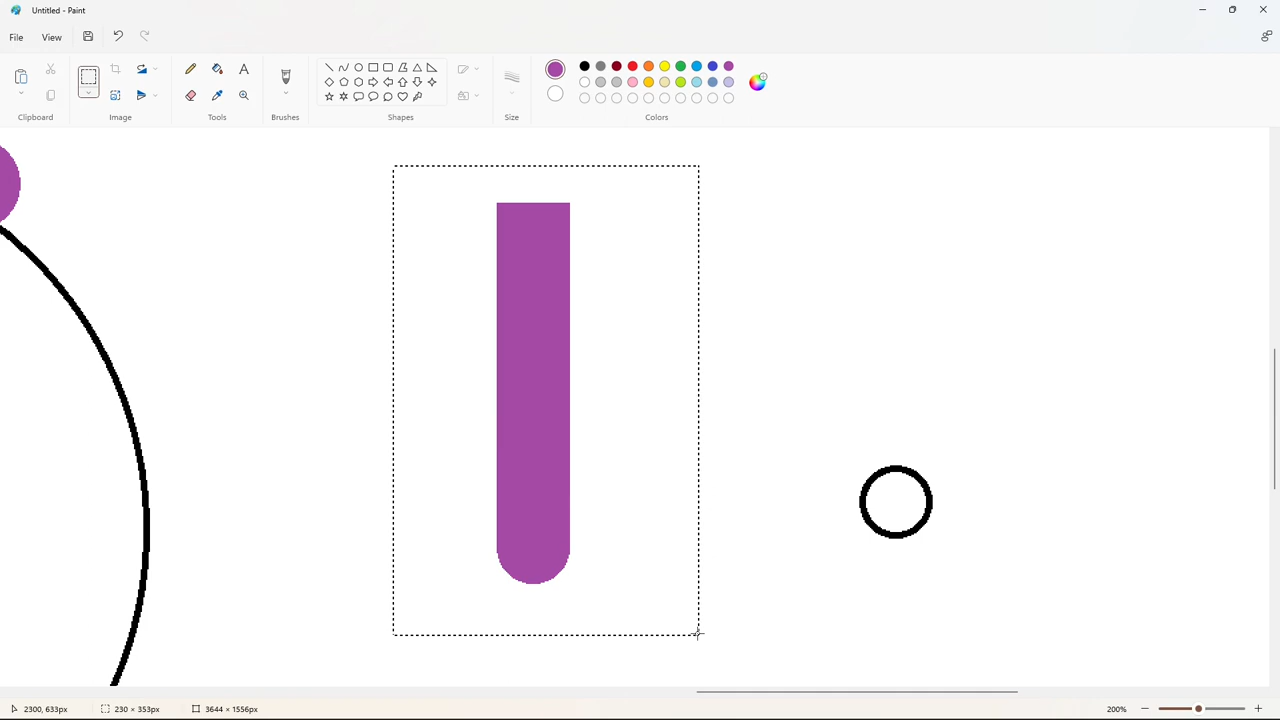 Untitled - Paint
File View
A
Clipboard Image Tools Brushes Shapes Size Colors
2300, 633px 230 × 353px 3644 × 1556px 200%